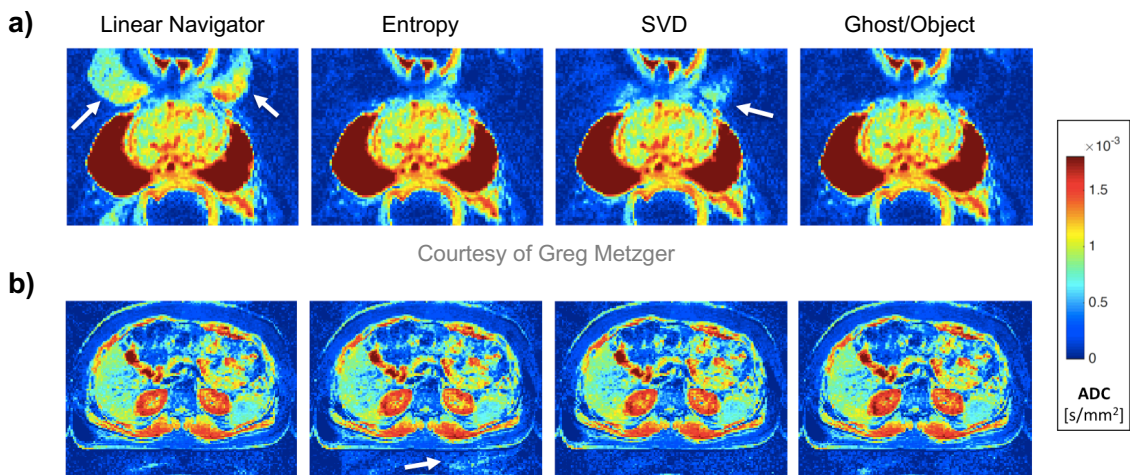 a)
Linear Navigator Entropy SVD Ghost/Object
Courtesy of Greg Metzger
b)
×10⁻³
1.5
1
0.5
0
ADC
[s/mm²]